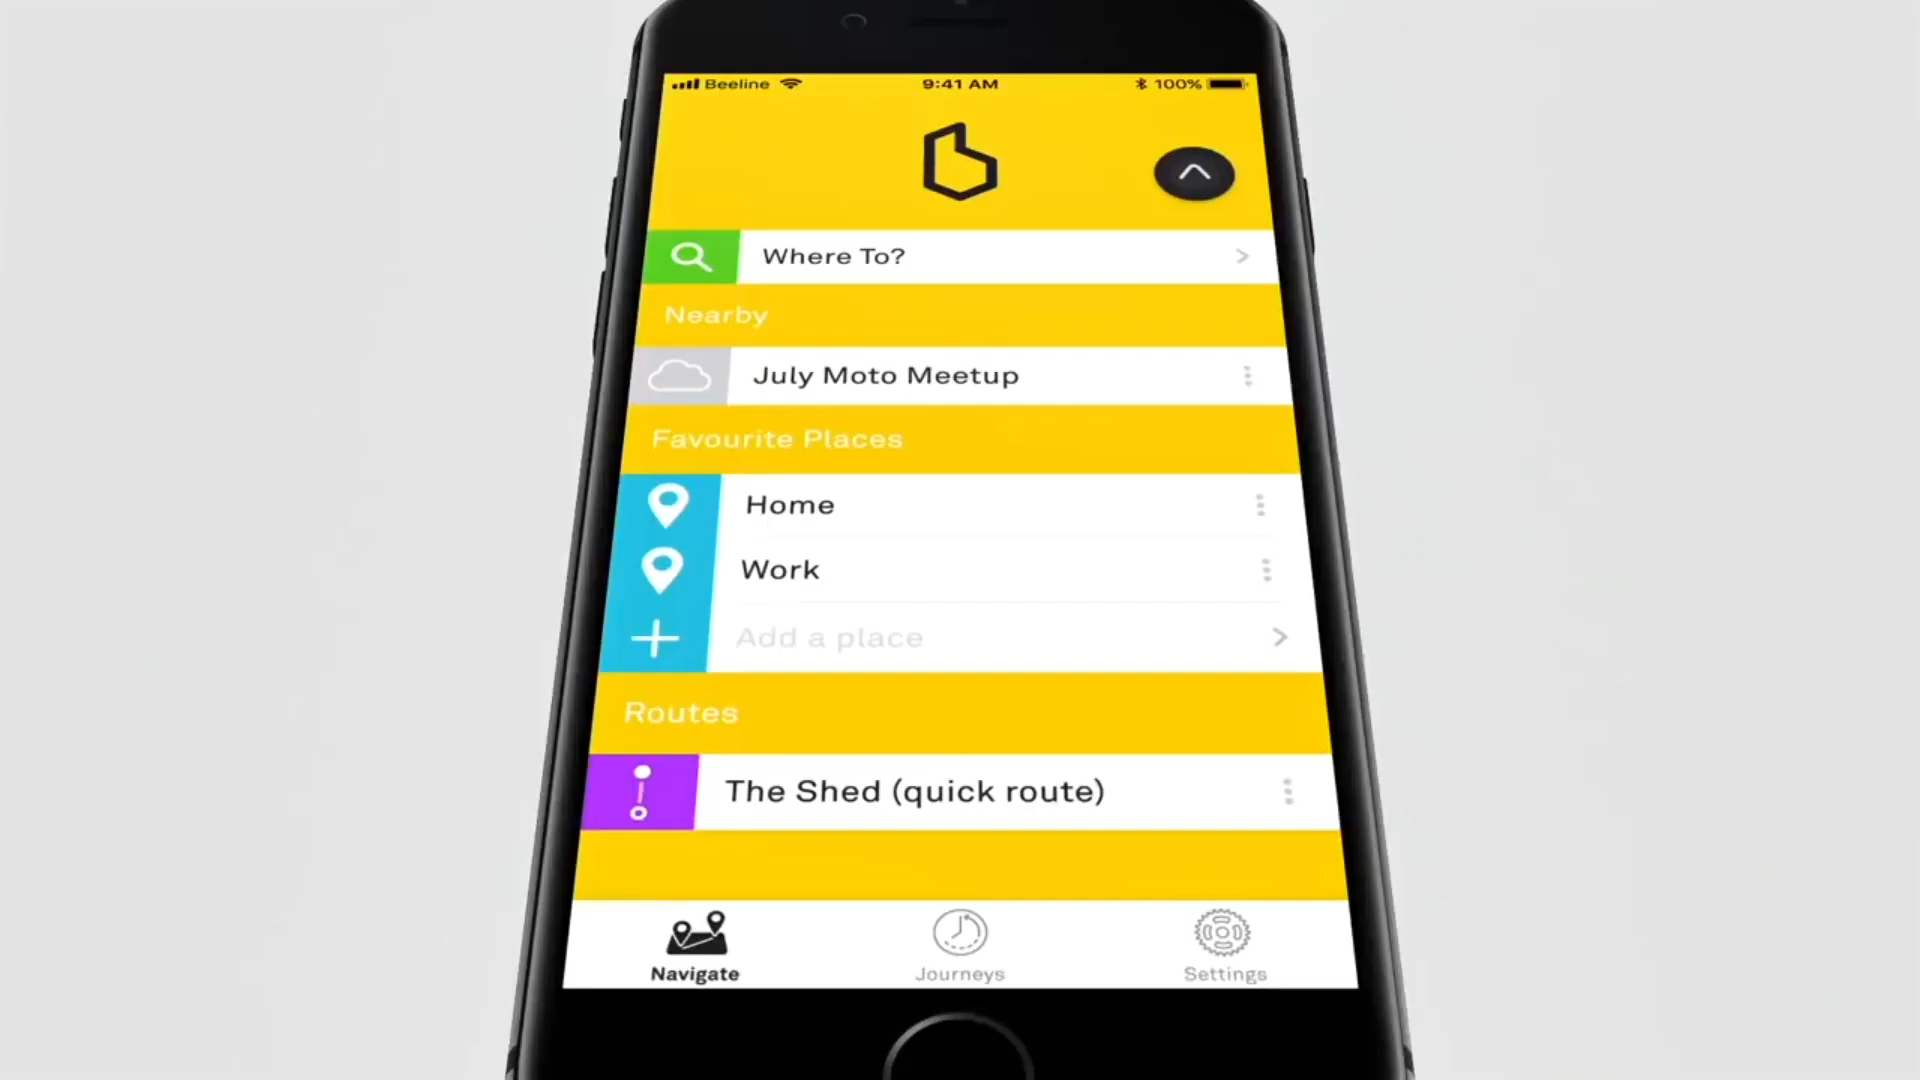 Beeline
9:41 AM
100%
Where To?
Nearby
July Moto Meetup
Favourite Places
Home
Work
Add a place
Routes
The Shed (quick route)
Navigate
Journeys
Settings